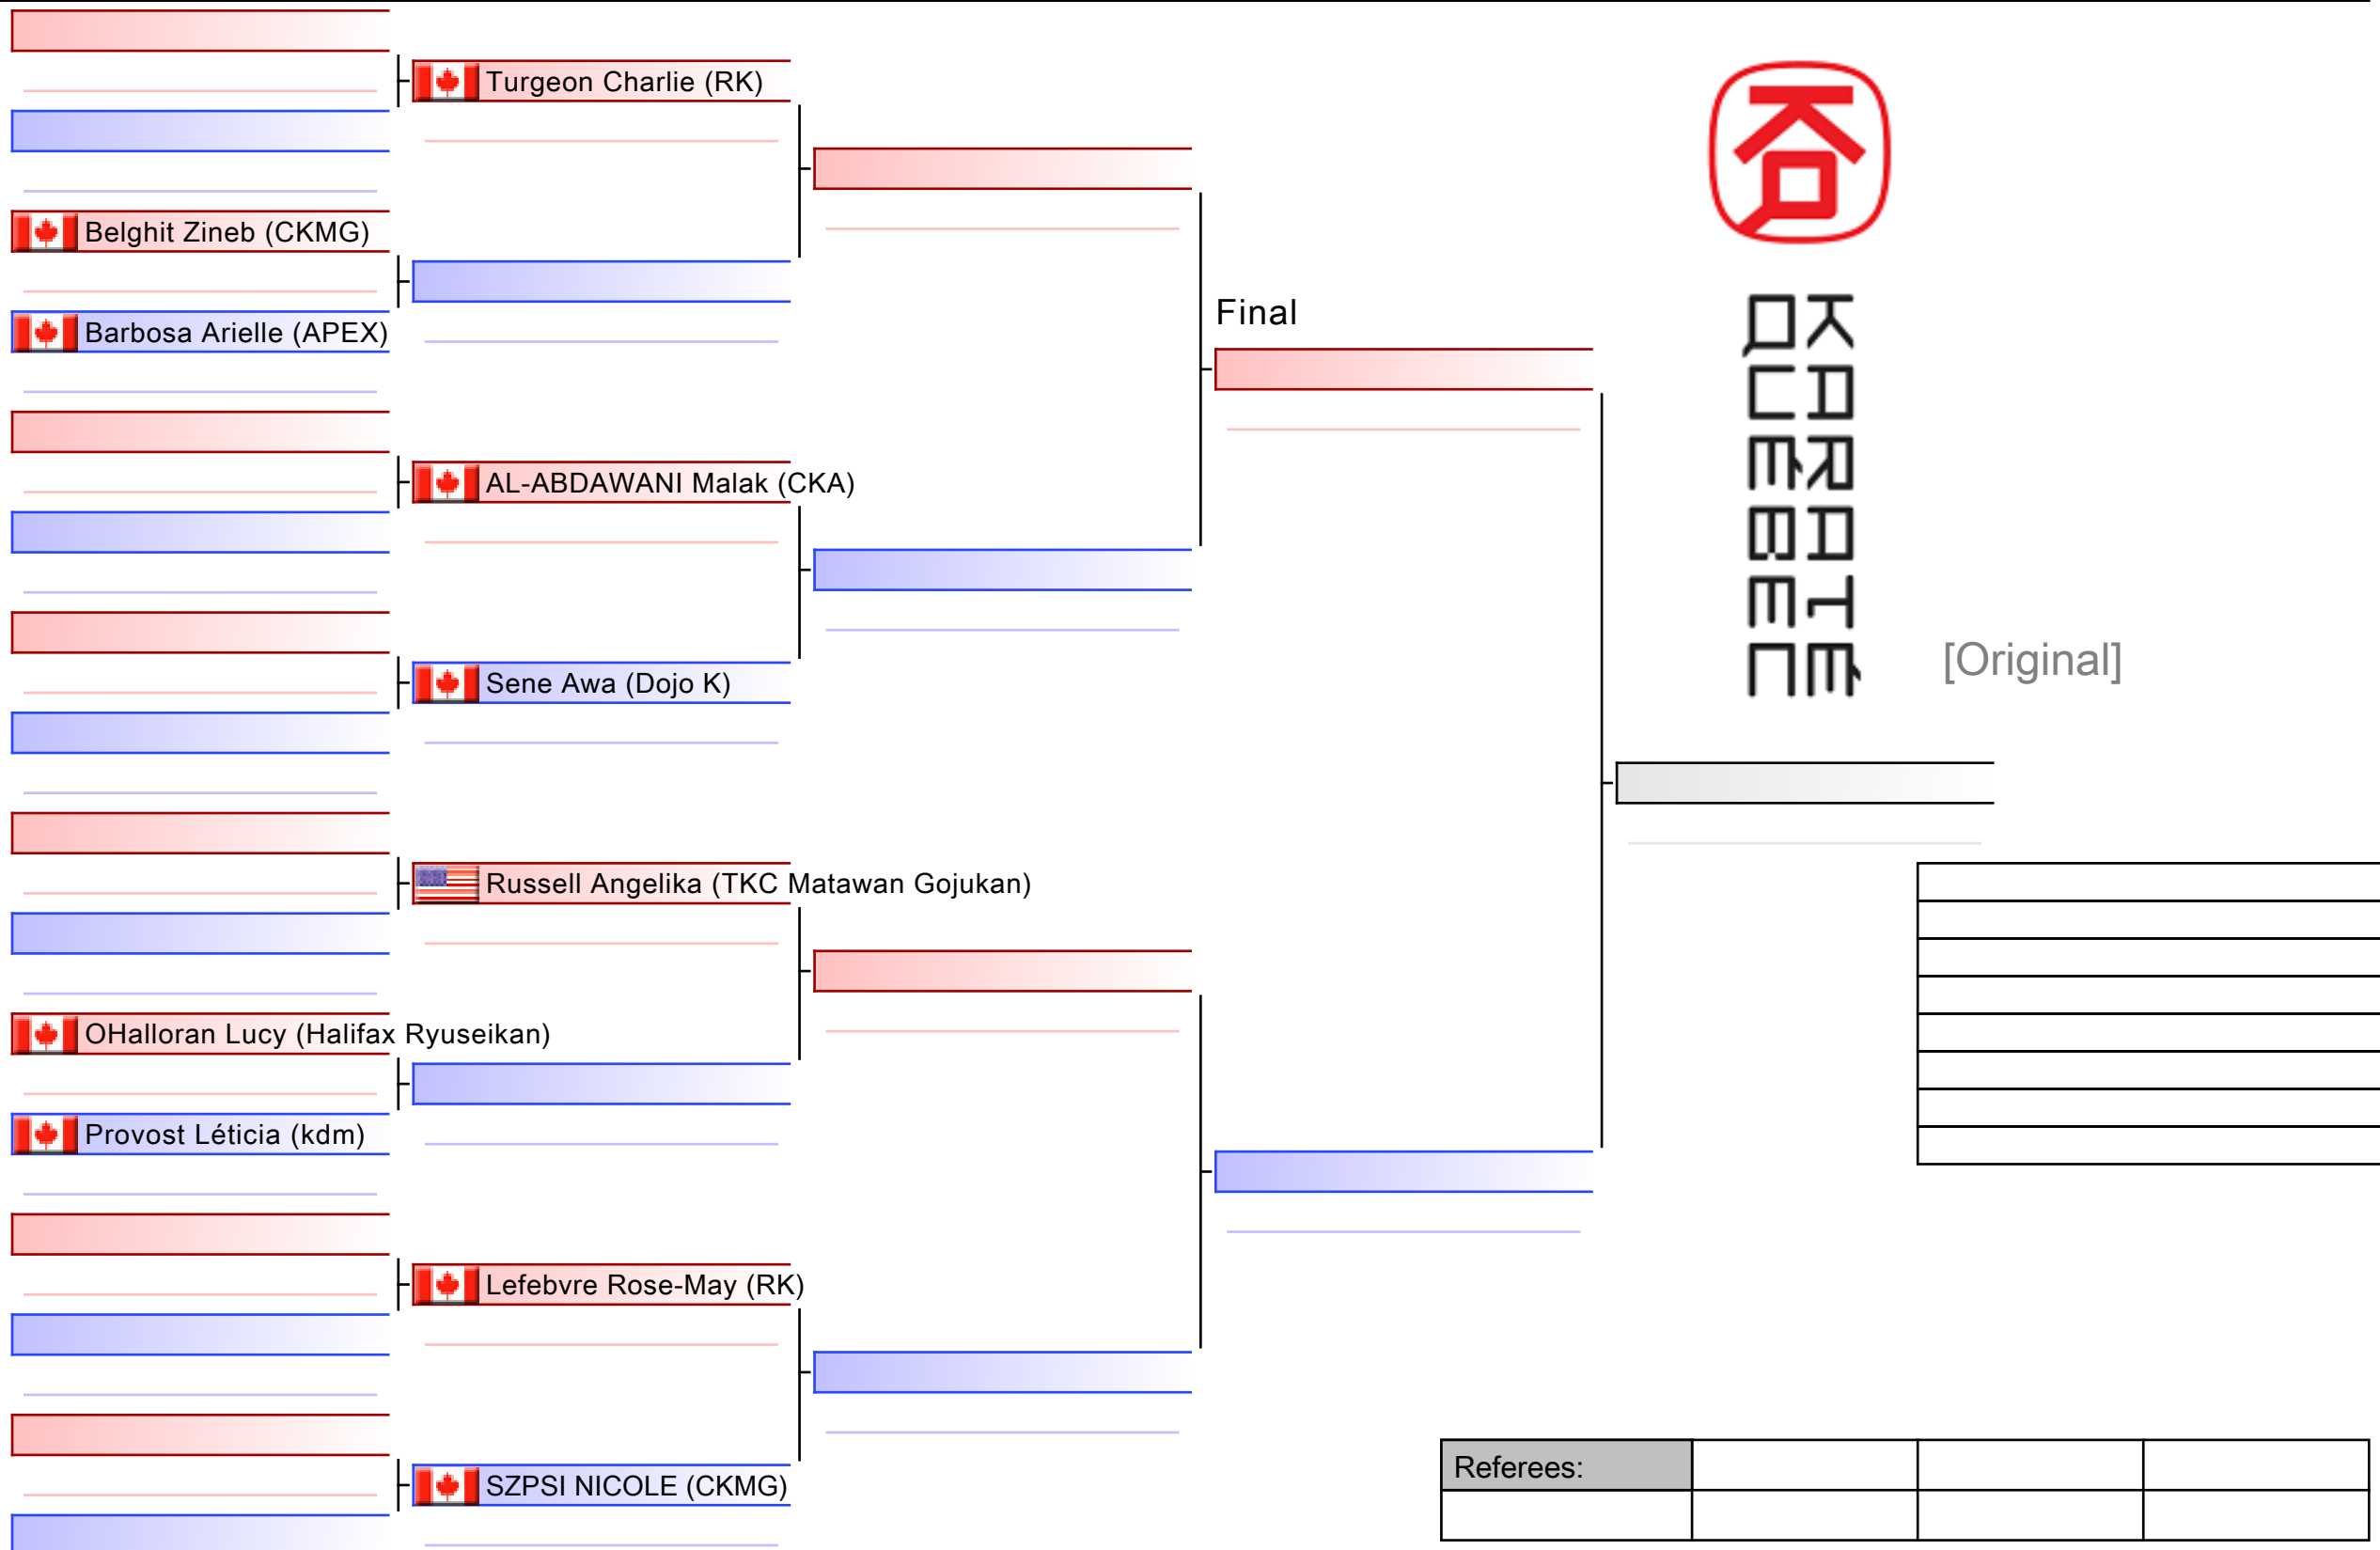 Turgeon Charlie (RK)
Belghit Zineb (CKMG)
Barbosa Arielle (APEX)
Final
AL-ABDAWANI Malak (CKA)
Sene Awa (Dojo K)
KARATÉ
QUÉBEC
[Original]
Russell Angelika (TKC Matawan Gojukan)
OHalloran Lucy (Halifax Ryuseikan)
Provost Léticia (kdm)
Lefebvre Rose-May (RK)
SZPSI NICOLE (CKMG)
Referees: